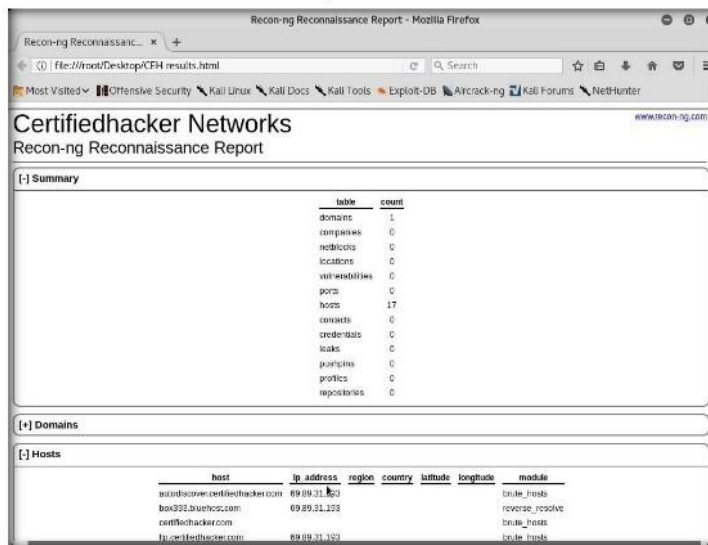 Recon-ng Reconnaissance Report - Mozilla Firefox
Recon-ng Reconnaissanc... × +
file:///root/Desktop/CEH results.html Search
Most Visited Offensive Security Kali Linux Kali Docs Kali Tools Exploit-DB Aircrack-ng Kali Forums NetHunter
Certifiedhacker Networks www.recon-ng.com
Recon-ng Reconnaissance Report
[-] Summary
table count
domains 1
companies 0
netblocks 0
locations 0
vulnerabilities 0
ports 0
hosts 17
contacts 0
credentials 0
leaks 0
pushpins 0
profiles 0
repositories 0
[+] Domains
[-] Hosts
host ip_address region country latitude longitude module
autodiscover.certifiedhacker.com 69.89.31.193 brute_hosts
box393.bluehost.com 69.89.31.193 reverse_resolve
certifiedhacker.com brute_hosts
ftp.certifiedhacker.com 69.89.31.193 brute_hosts